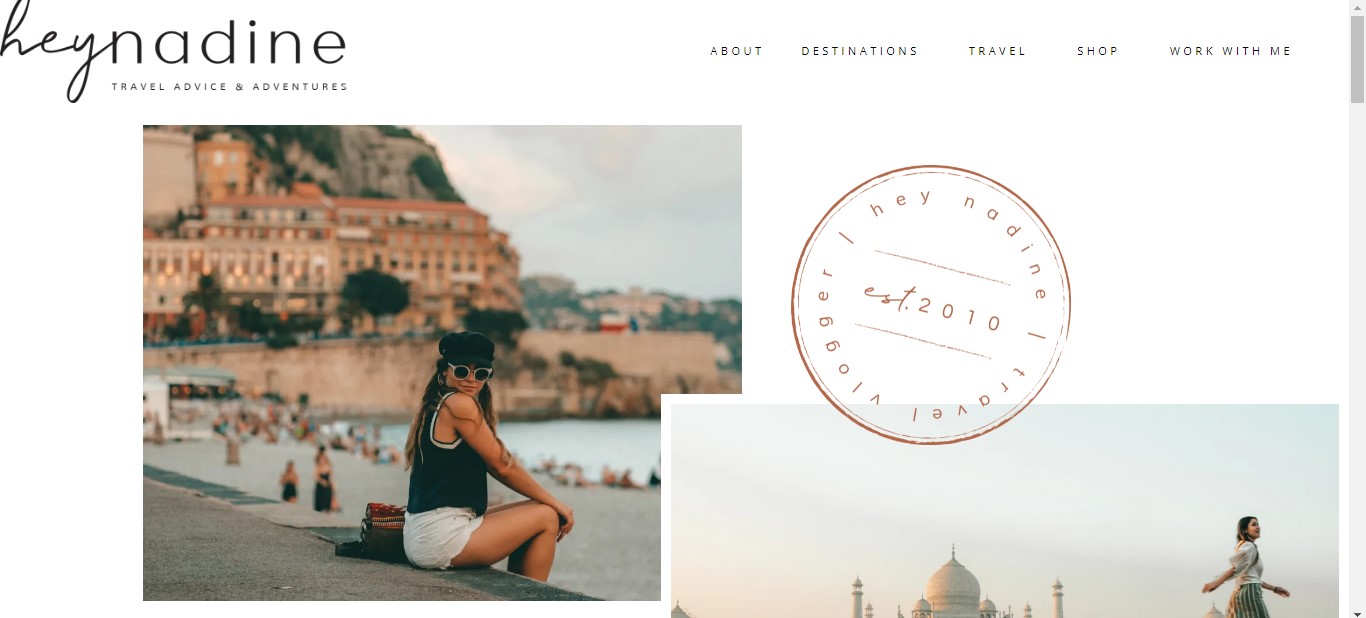 heynadine
TRAVEL ADVICE & ADVENTURES
ABOUT DESTINATIONS TRAVEL SHOP WORK WITH ME
| hey nadine | travel vlogger
est. 2010